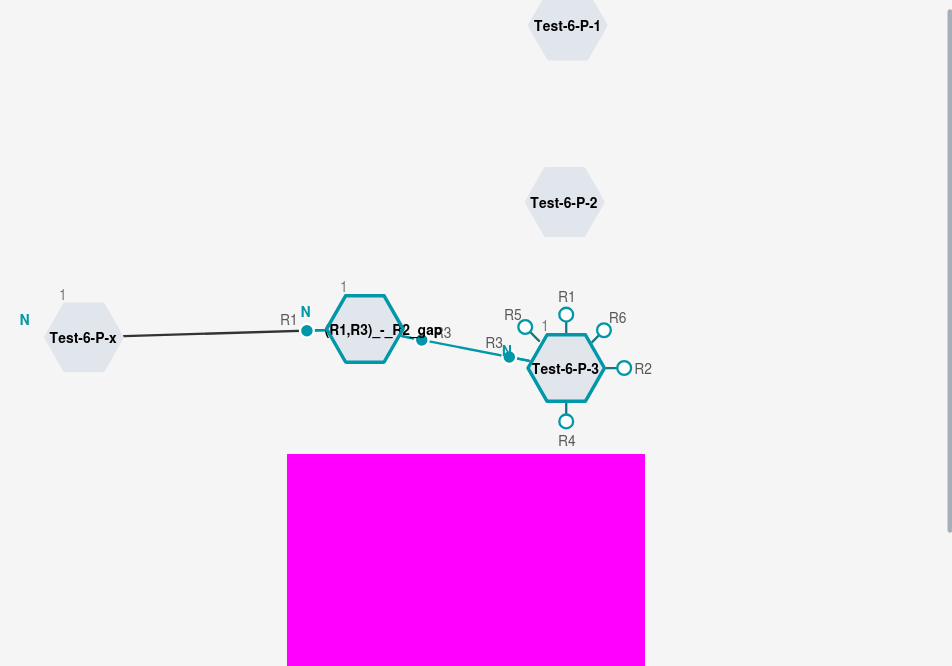 Test-6-P-1
Test-6-P-2
1
N
Test-6-P-x
R1
N
1
(R1,R3)_-_R2_gap
R3
R3
N
R5
1
R1
R6
Test-6-P-3
R2
R4